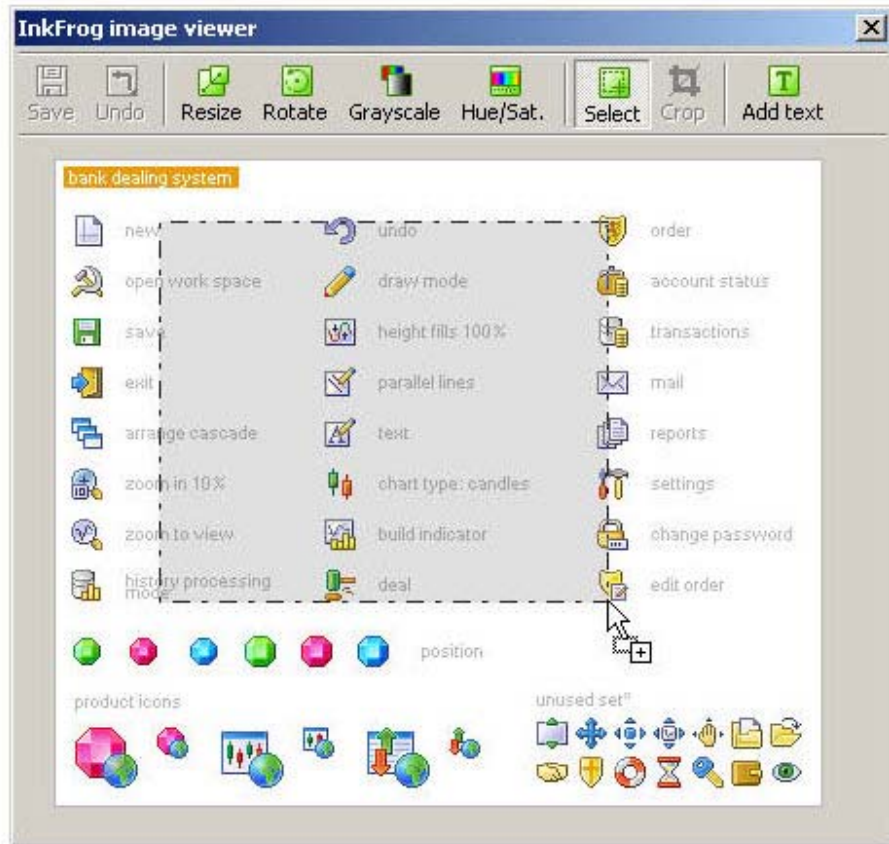 InkFrog image viewer
Save Undo Resize Rotate Grayscale Hue/Sat. Select Crop Add text
bank dealing system
new undo order
open work space draw mode account status
save height fills 100% transactions
exit parallel lines mail
arrange cascade text reports
zoom in 10% chart type: candles settings
zoom to view build indicator change password
history processing mode deal edit order
position
product icons unused set"